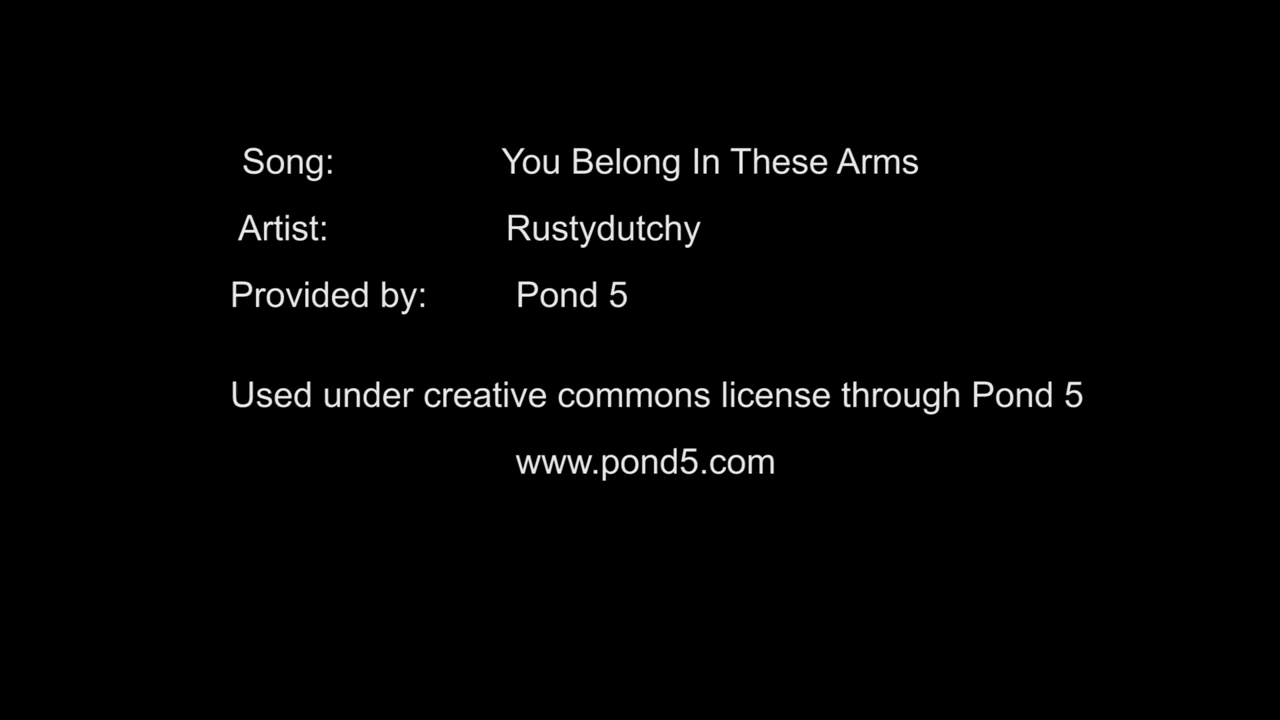 Song: You Belong In These Arms
Artist: Rustydutchy
Provided by: Pond 5
Used under creative commons license through Pond 5
www.pond5.com